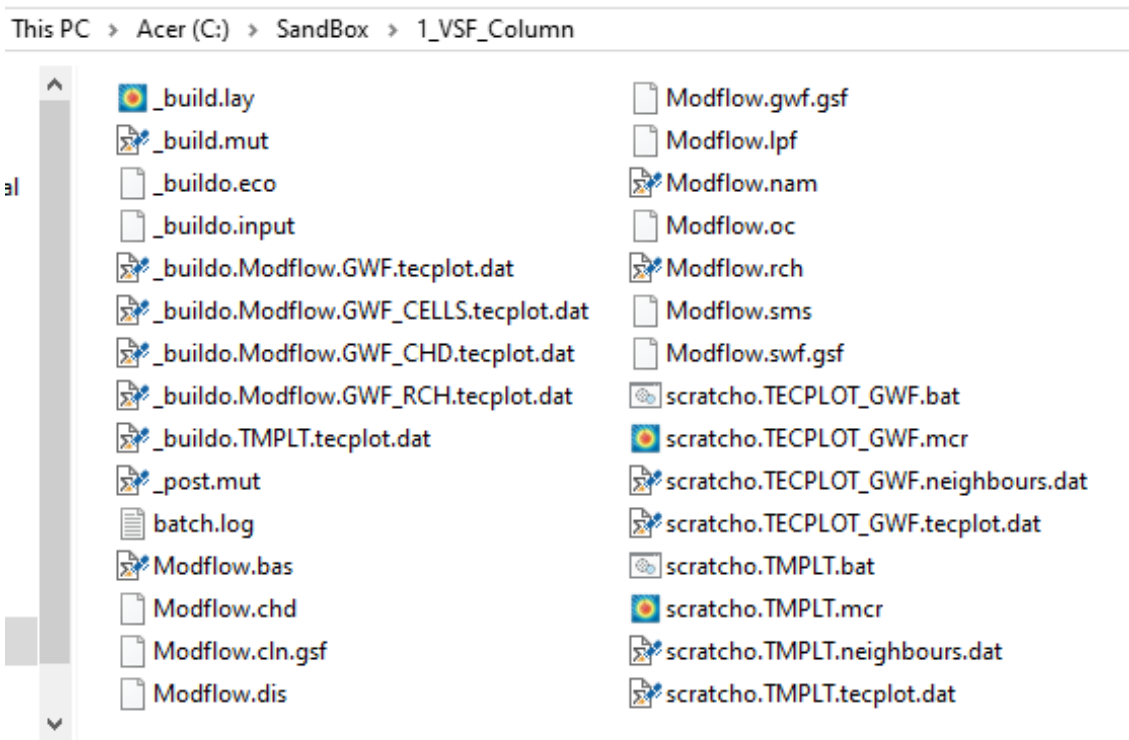 This PC > Acer (C:) > SandBox > 1_VSF_Column
al
_build.lay
_build.mut
_buildo.eco
_buildo.input
_buildo.Modflow.GWF.tecplot.dat
_buildo.Modflow.GWF_CELLS.tecplot.dat
_buildo.Modflow.GWF_CHD.tecplot.dat
_buildo.Modflow.GWF_RCH.tecplot.dat
_buildo.TMPLT.tecplot.dat
_post.mut
batch.log
Modflow.bas
Modflow.chd
Modflow.cln.gsf
Modflow.dis
Modflow.gwf.gsf
Modflow.lpf
Modflow.nam
Modflow.oc
Modflow.rch
Modflow.sms
Modflow.swf.gsf
scratcho.TECPLOT_GWF.bat
scratcho.TECPLOT_GWF.mcr
scratcho.TECPLOT_GWF.neighbours.dat
scratcho.TECPLOT_GWF.tecplot.dat
scratcho.TMPLT.bat
scratcho.TMPLT.mcr
scratcho.TMPLT.neighbours.dat
scratcho.TMPLT.tecplot.dat